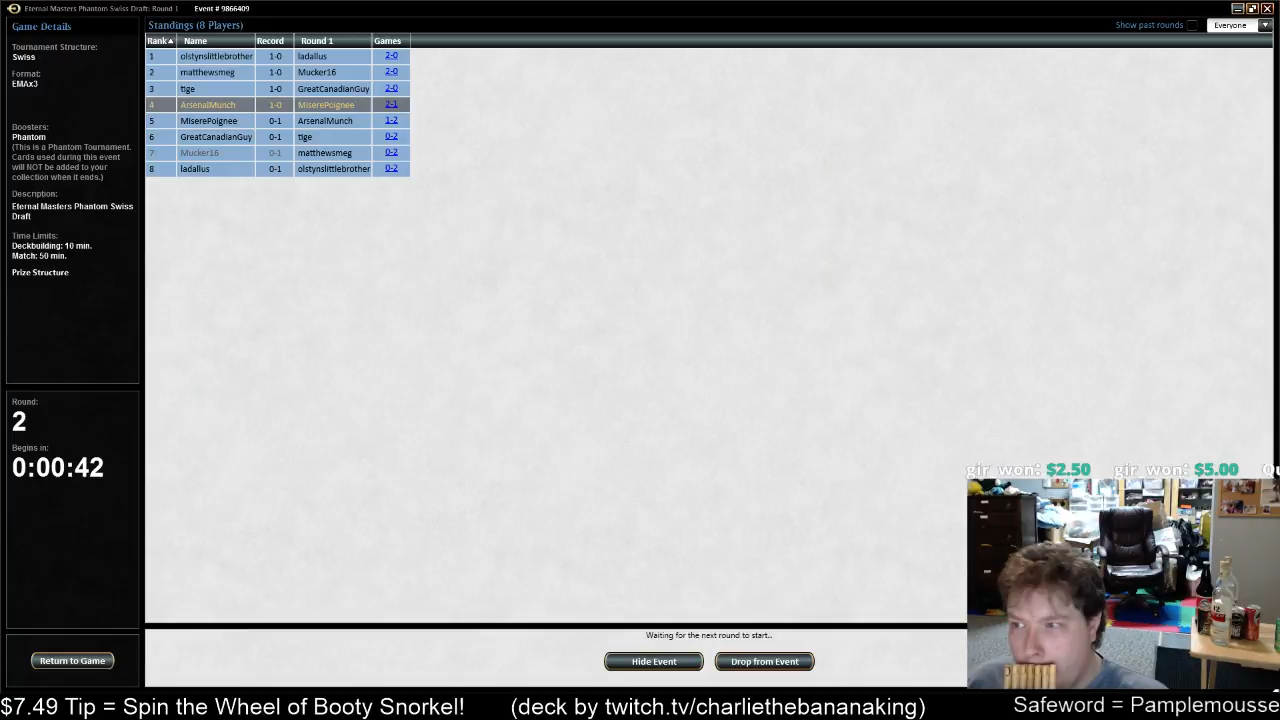 Eternal Masters Phantom Swiss Draft: Round 1 Event # 9866409
Game Details
Tournament Structure:
Swiss
Format:
EMAx3
Boosters:
Phantom
(This is a Phantom Tournament.
Cards used during this event
will NOT be added to your
collection when it ends.)
Description:
Eternal Masters Phantom Swiss
Draft
Time Limits:
Deckbuilding: 10 min.
Match: 50 min.
Prize Structure
Round:
2
Begins in:
0:00:42
Return to Game
Standings (8 Players)
Show past rounds Everyone
Rank Name Record Round 1 Games
1 olstynslittlebrother 1-0 ladallus 2-0
2 matthewsmeg 1-0 Mucker16 2-0
3 tige 1-0 GreatCanadianGuy 2-0
4 ArsenalMunch 1-0 MiserePoignee 2-1
5 MiserePoignee 0-1 ArsenalMunch 1-2
6 GreatCanadianGuy 0-1 tige 0-2
7 Mucker16 0-1 matthewsmeg 0-2
8 ladallus 0-1 olstynslittlebrother 0-2
Waiting for the next round to start..
Hide Event Drop from Event
gir won: $2.50 gir won: $5.00 Qu
$7.49 Tip = Spin the Wheel of Booty Snorkel! (deck by twitch.tv/charliethebananaking) Safeword = Pamplemousse